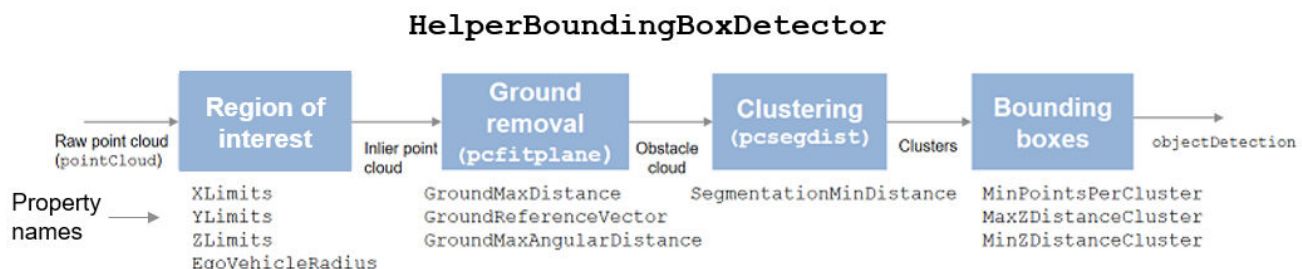 HelperBoundingBoxDetector
Region of
interest
Ground
removal
(pcfitplane)
Clustering
(pcsegdist)
Bounding
boxes
Raw point cloud
(pointCloud)
Inlier point
cloud
Obstacle
cloud
Clusters
objectDetection
Property
names
XLimits
YLimits
ZLimits
EgoVehicleRadius
GroundMaxDistance
GroundReferenceVector
GroundMaxAngularDistance
SegmentationMinDistance
MinPointsPerCluster
MaxZDistanceCluster
MinZDistanceCluster